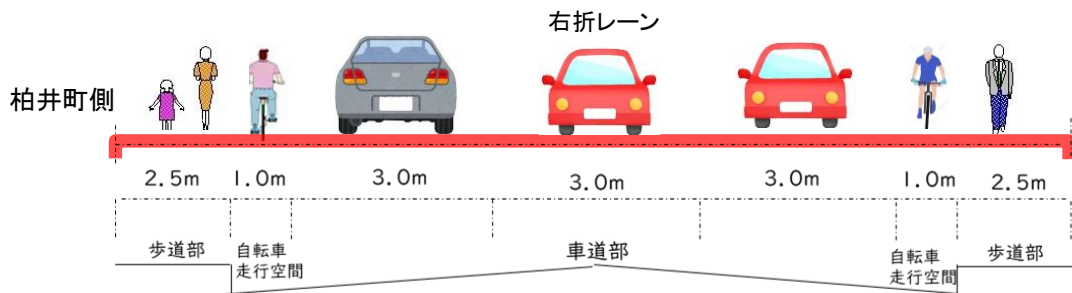 右折レーン
柏井町側
2.5m 1.0m 3.0m 3.0m 3.0m 1.0m 2.5m
歩道部 自転車 車道部 自転車 歩道部
走行空間 走行空間